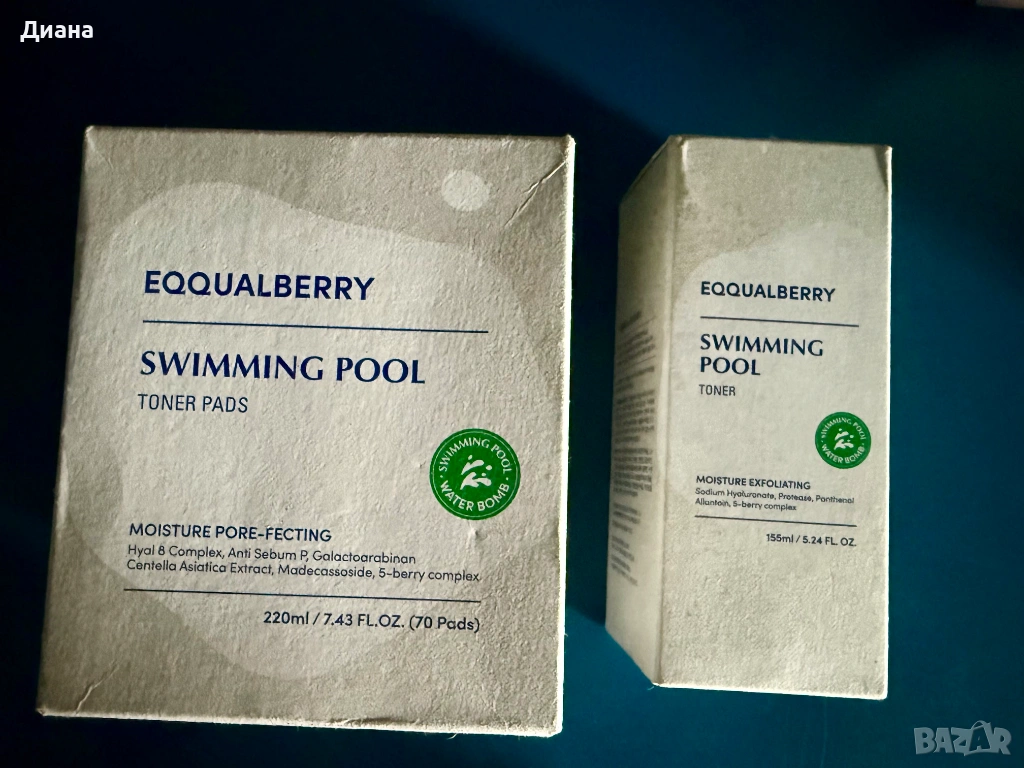 Диана
EQQUALBERRY
SWIMMING POOL
TONER PADS
SWIMMING POOL
WATER BOMB
MOISTURE PORE-FECTING
Hyal 8 Complex, Anti Sebum P, Galactoarabinan
Centella Asiatica Extract, Madecassoside, 5-berry complex
220ml / 7.43 FL.OZ. (70 Pads)
EQQUALBERRY
SWIMMING
POOL
TONER
SWIMMING POOL
WATER BOMB
MOISTURE EXFOLIATING
Sodium Hyaluronate, Protease, Panthenol
Allantoin, 5-berry complex
155ml / 5.24 FL. OZ.
BAZAR